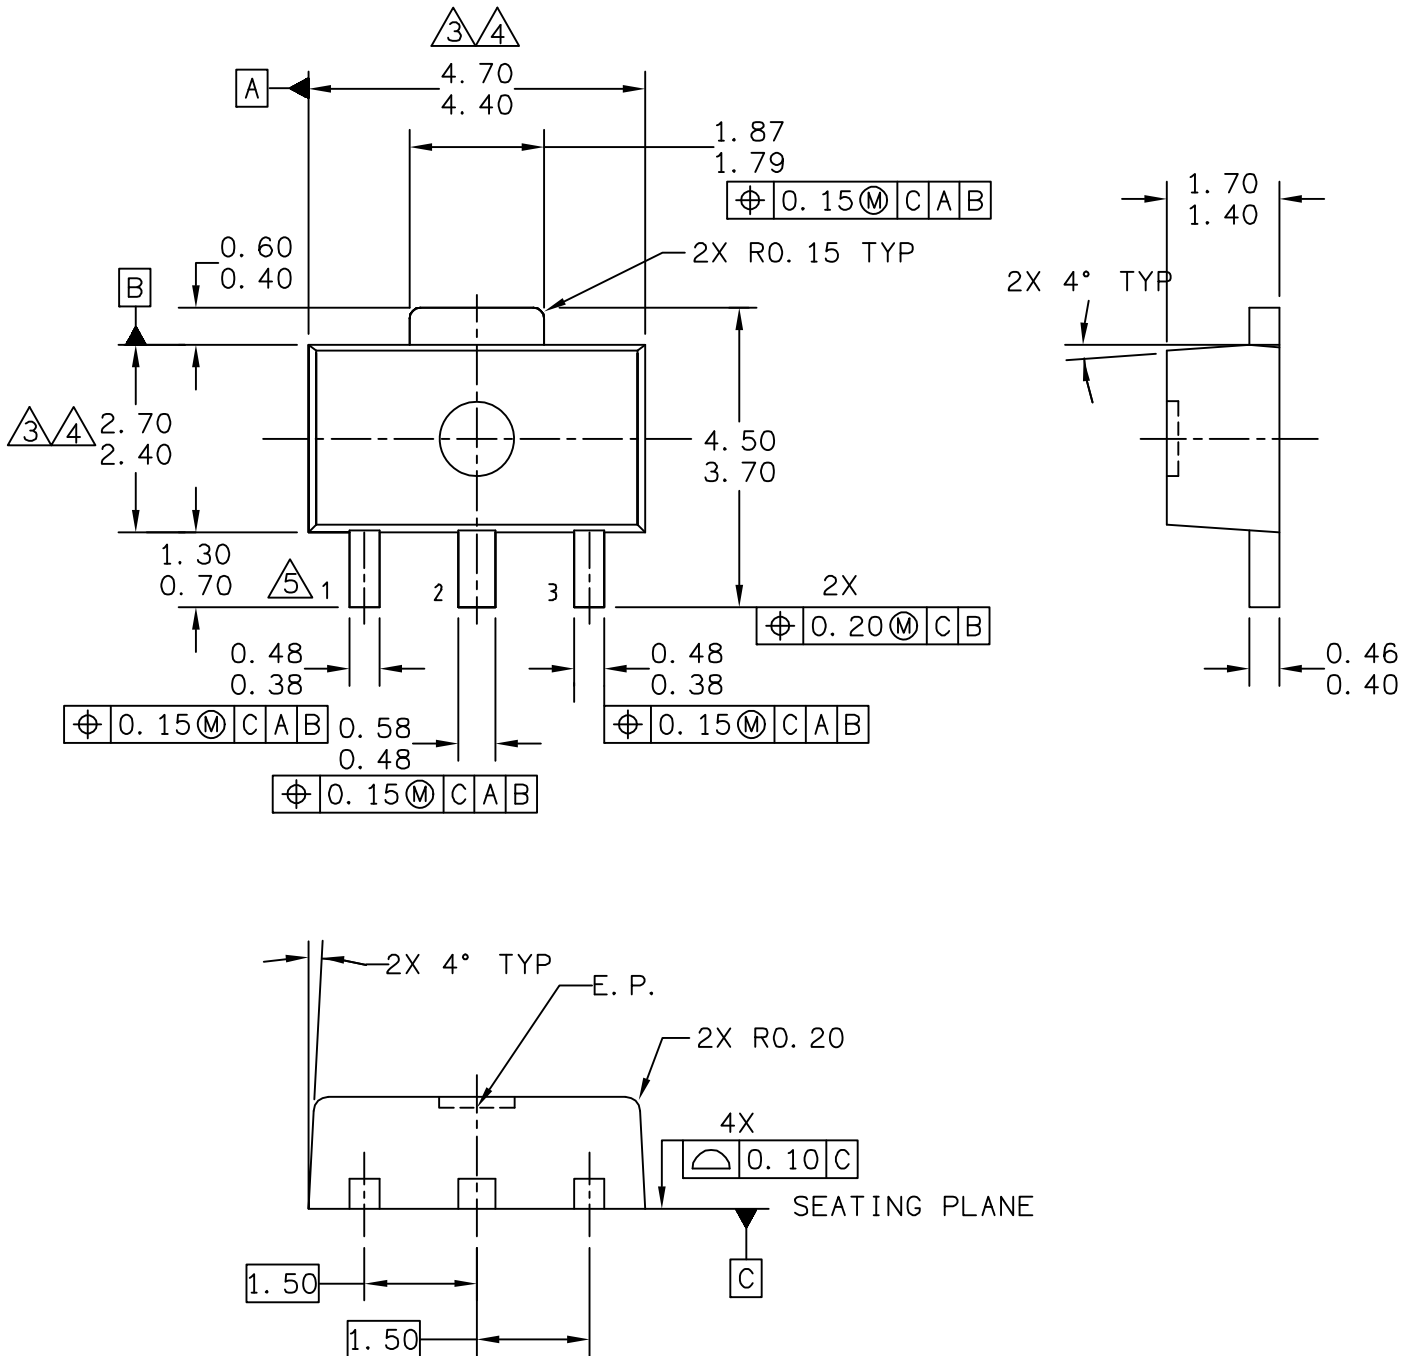 3 4
4.70
4.40
A
1.87
1.79
⌖ 0.15 Ⓜ C A B
1.70
1.40
0.60
0.40
2X R0.15 TYP
B
2X 4° TYP
3 4
2.70
2.40
4.50
3.70
1.30
0.70
5
1
2
3
2X
⌖ 0.20 Ⓜ C B
0.48
0.38
0.48
0.38
0.46
0.40
⌖ 0.15 Ⓜ C A B
0.58
0.48
⌖ 0.15 Ⓜ C A B
⌖ 0.15 Ⓜ C A B
2X 4° TYP
E.P.
2X R0.20
4X
⌓ 0.10 C
SEATING PLANE
C
1.50
1.50